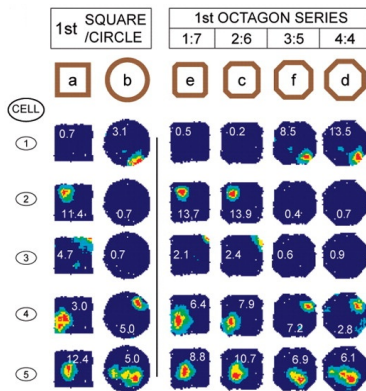 1st SQUARE /CIRCLE
1st OCTAGON SERIES
1:7 2:6 3:5 4:4
a b e c f d
CELL
1 0.7 3.1 0.5 0.2 8.5 13.5
2 11.4 0.7 13.7 13.9 0.4 0.7
3 4.7 0.7 2.1 2.4 0.6 0.9
4 3.0 5.0 6.4 7.9 7.2 2.8
5 12.4 5.0 8.8 10.7 6.9 6.1